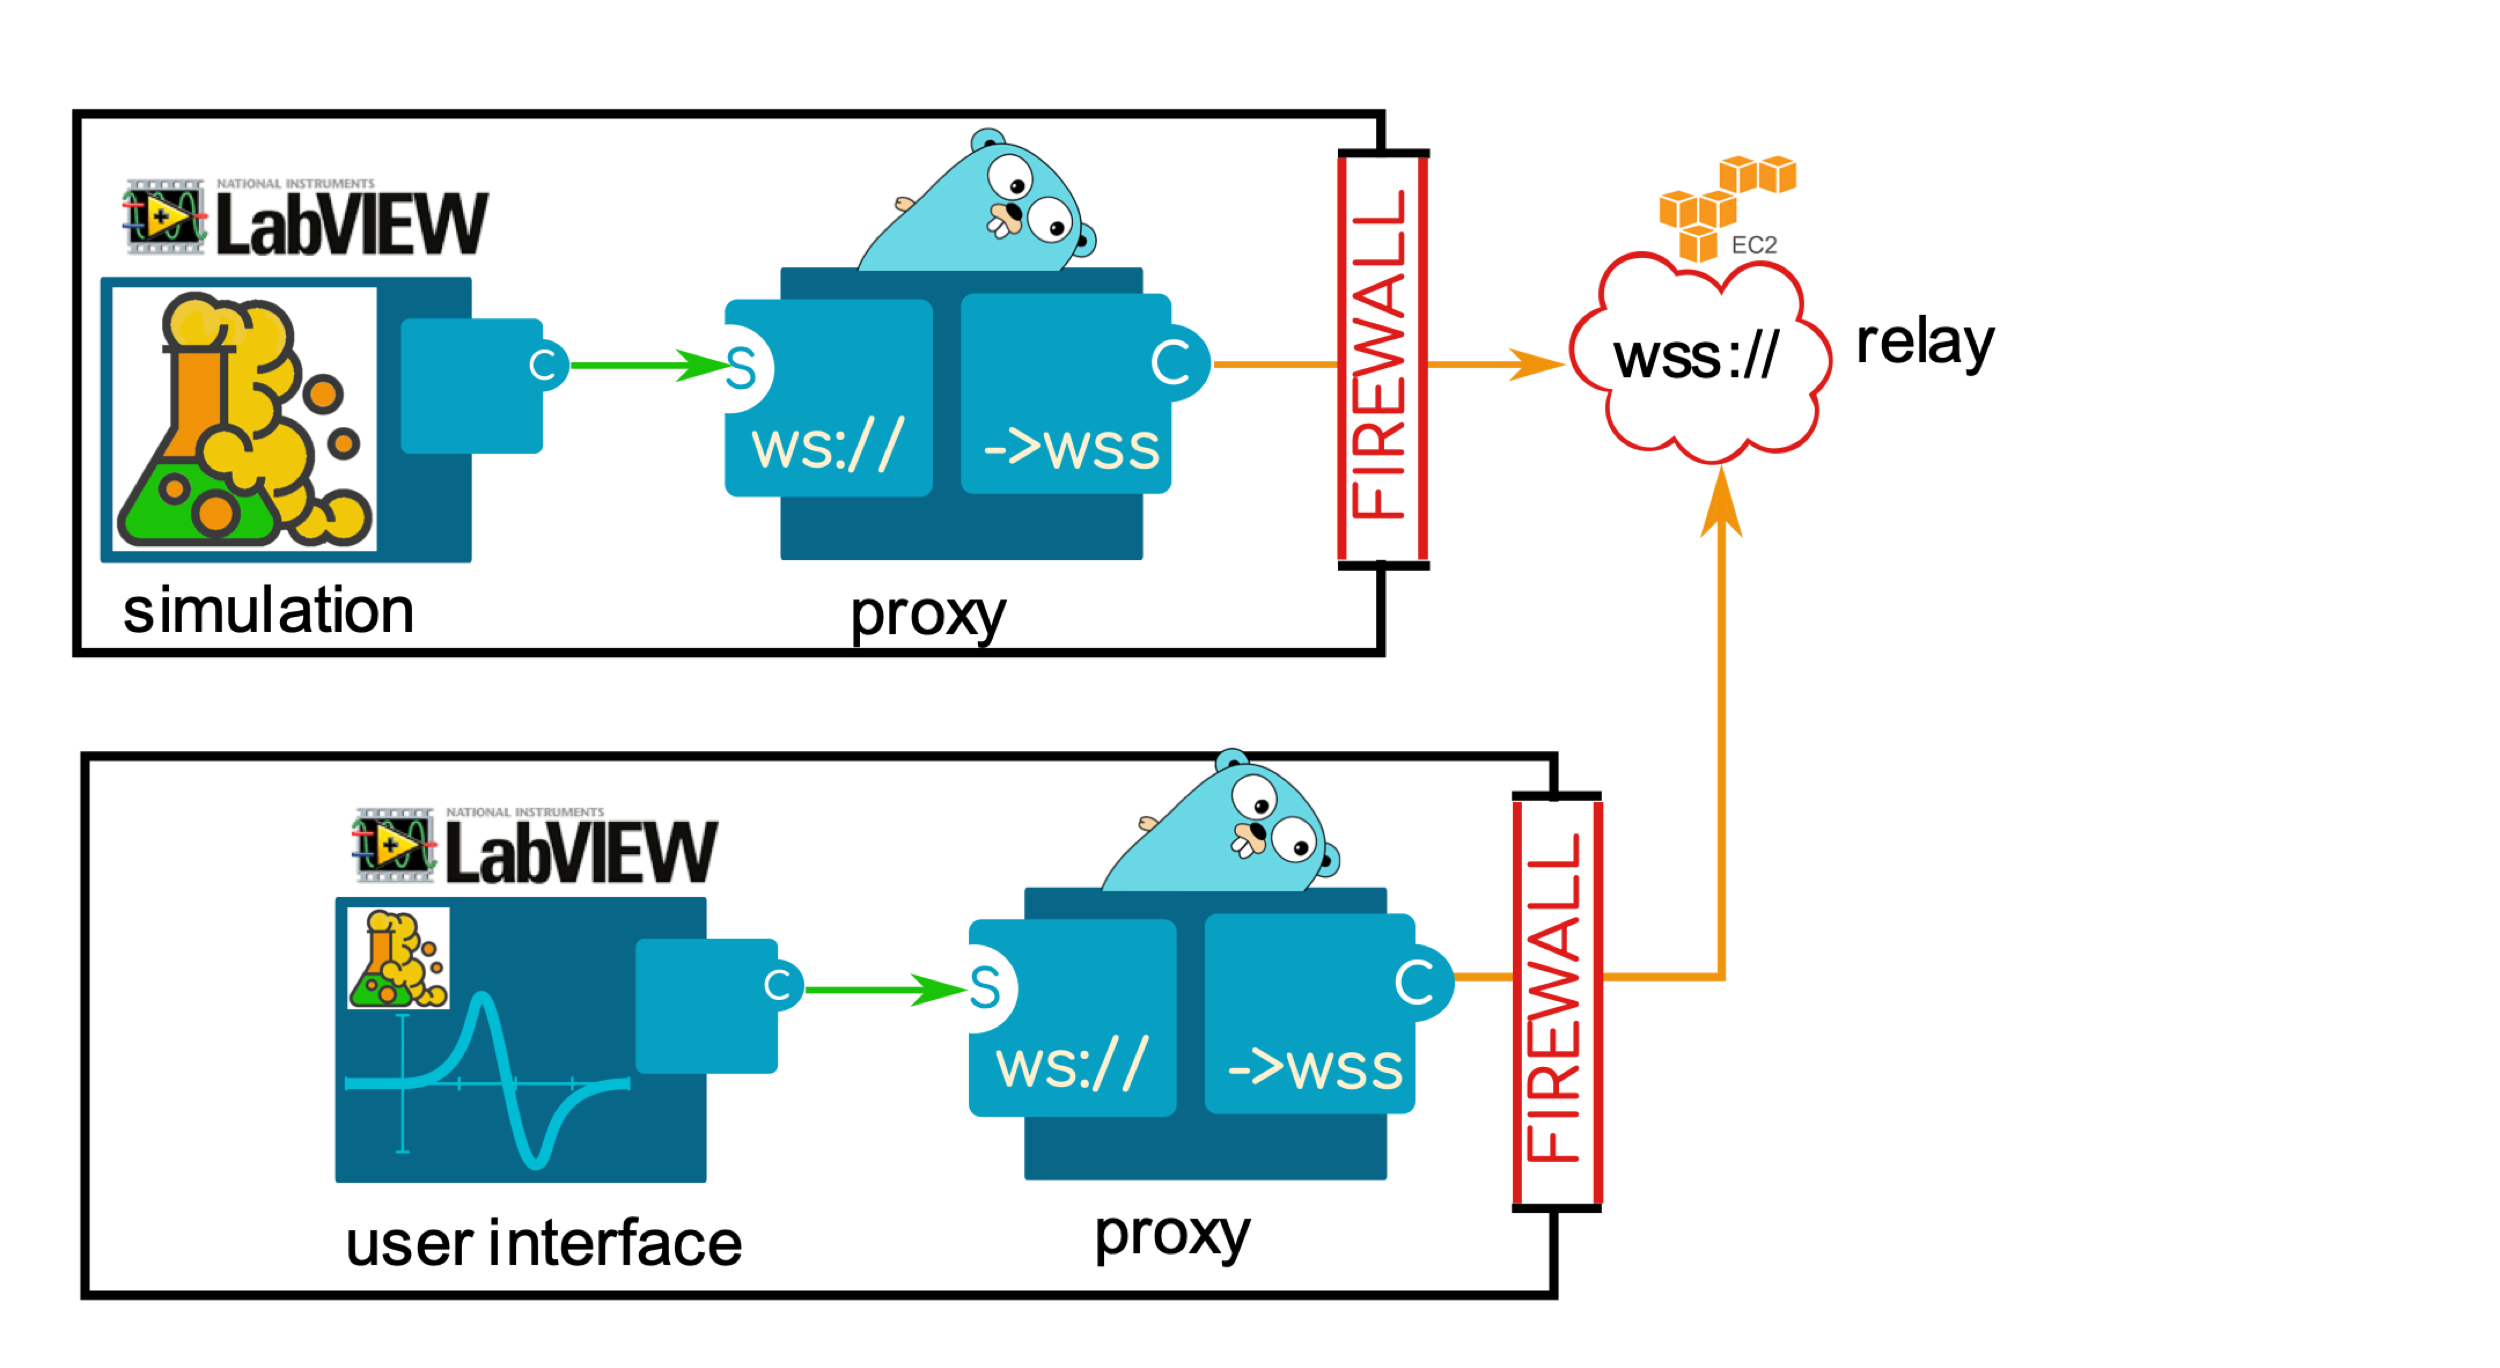 NATIONAL INSTRUMENTS
LabVIEW
C
S
ws://
C
->wss
simulation
proxy
FIREWALL
EC2
wss://
relay
NATIONAL INSTRUMENTS
LabVIEW
C
S
ws://
C
->wss
user interface
proxy
FIREWALL